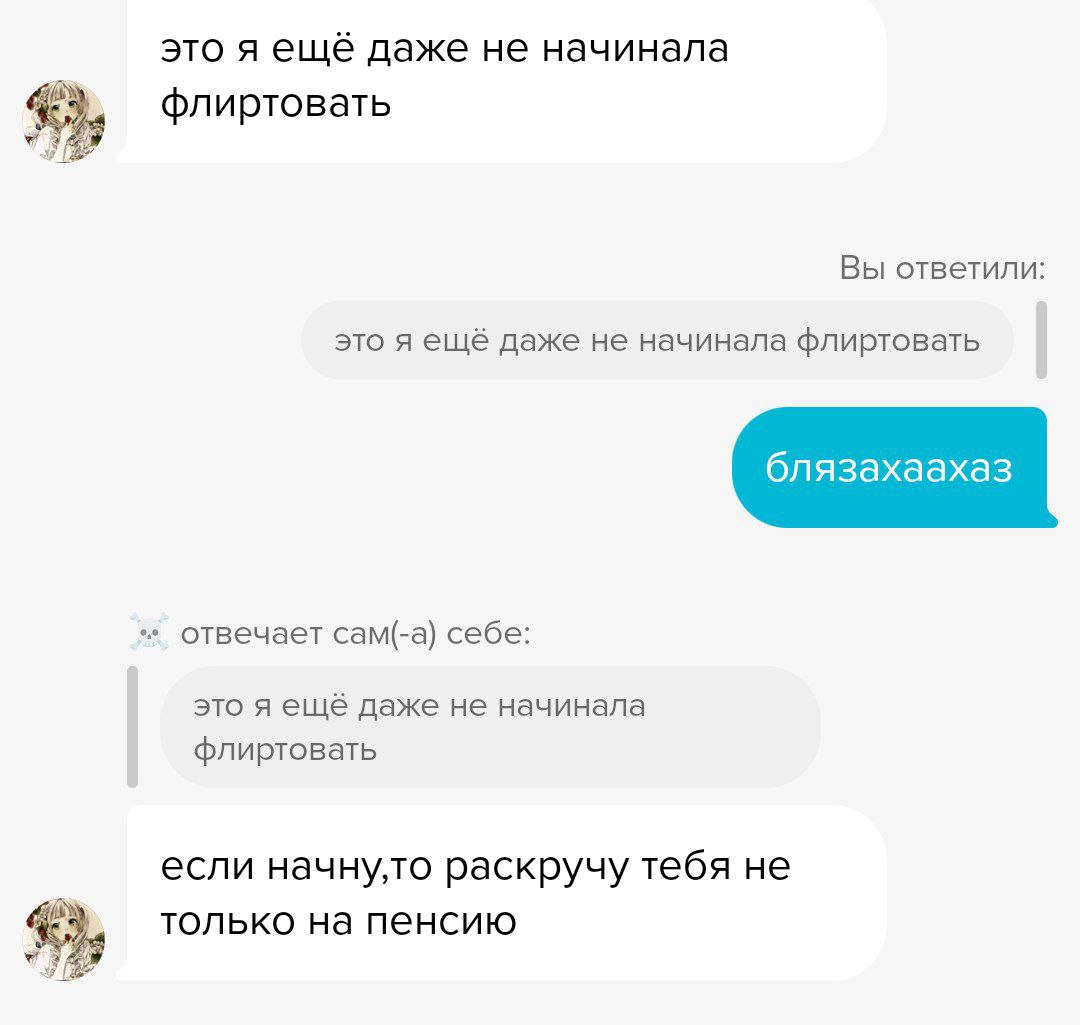 это я ещё даже не начинала
флиртовать
Вы ответили:
это я ещё даже не начинала флиртовать
блязахаахаз
☠️ отвечает сам(-а) себе:
это я ещё даже не начинала
флиртовать
если начну,то раскручу тебя не
только на пенсию